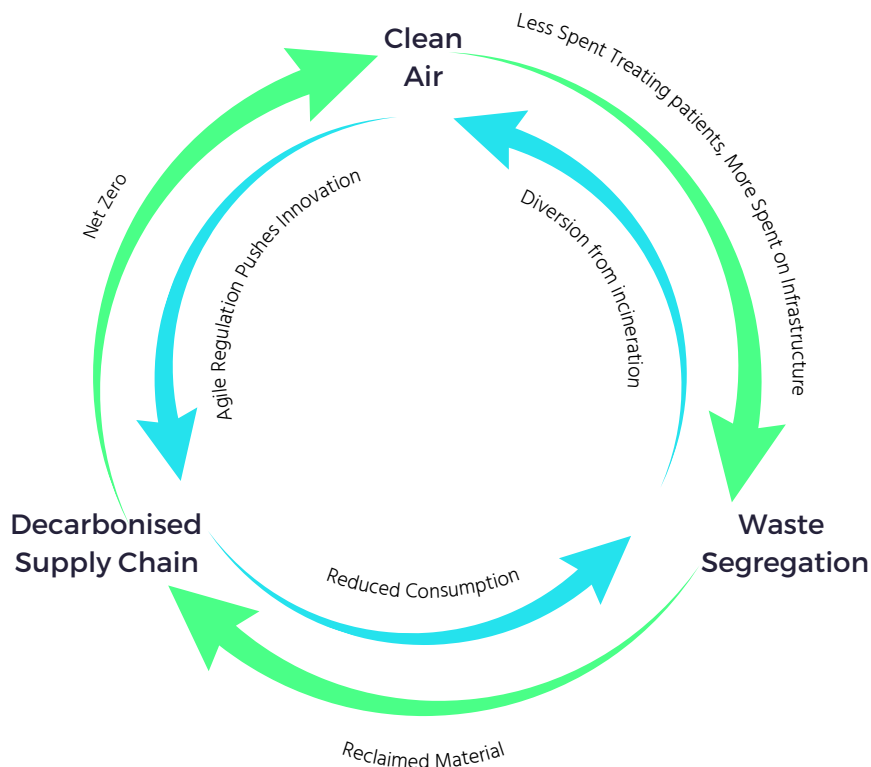 Clean
Air
Less Spent Treating patients, More Spent on Infrastructure
Net Zero
Agile Regulation Pushes Innovation
Diversion from incineration
Decarbonised
Supply Chain
Waste
Segregation
Reduced Consumption
Reclaimed Material